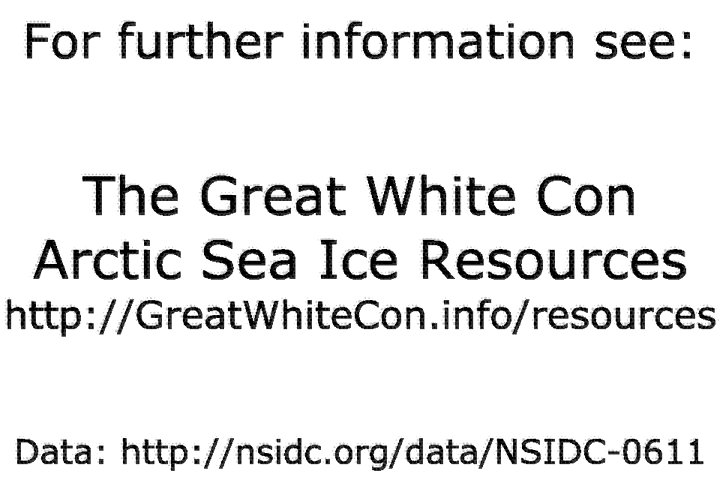 For further information see:
The Great White Con
Arctic Sea Ice Resources
http://GreatWhiteCon.info/resources
Data: http://nsidc.org/data/NSIDC-0611